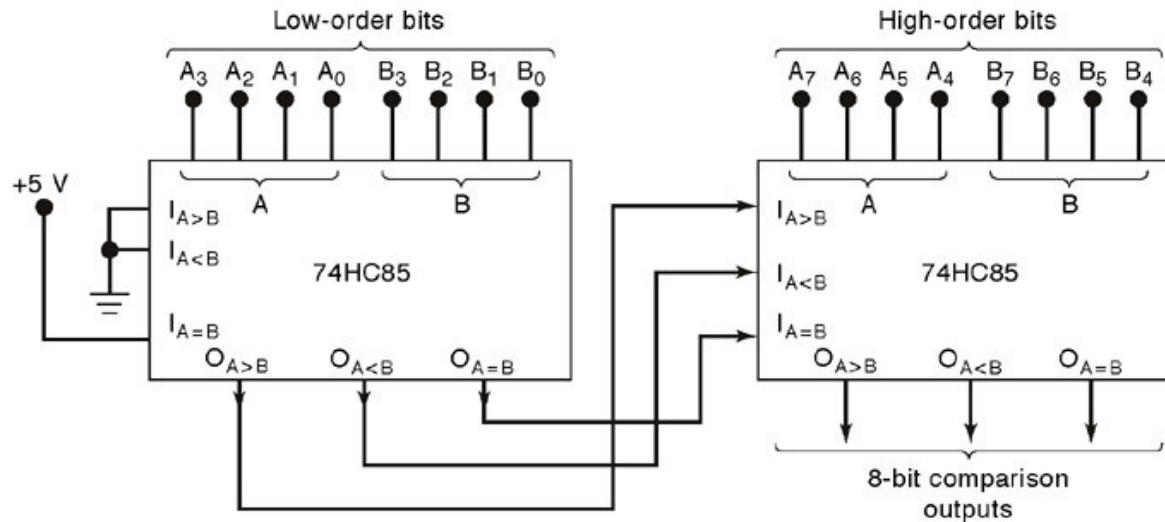 Low-order bits
High-order bits
A3 A2 A1 A0 B3 B2 B1 B0
A7 A6 A5 A4 B7 B6 B5 B4
+5 V
A B
IA>B
IA<B
74HC85
IA=B
OA>B OA<B OA=B
A B
IA>B
IA<B
74HC85
IA=B
OA>B OA<B OA=B
8-bit comparison
outputs